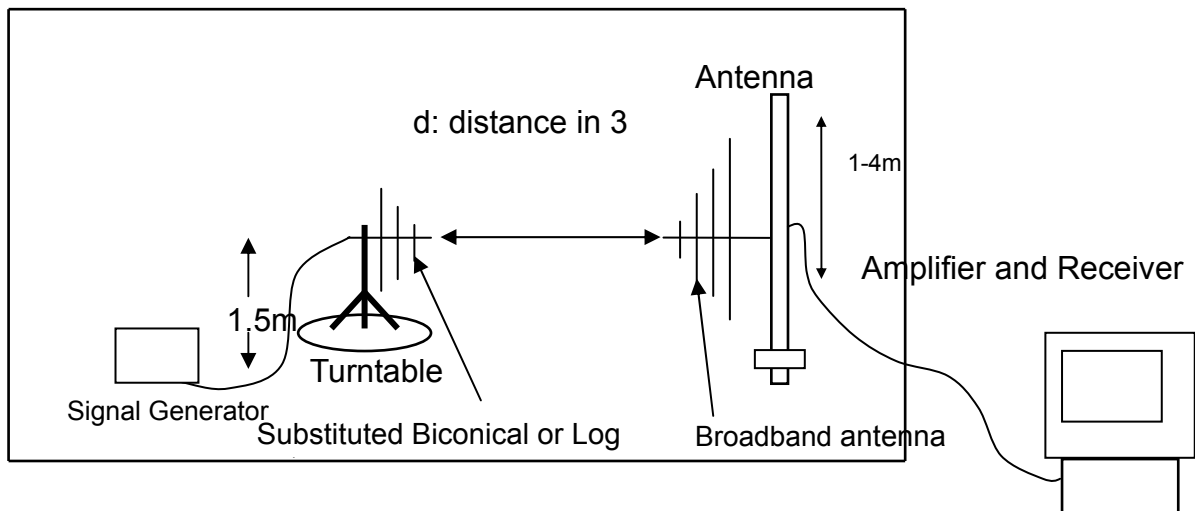 Antenna
d: distance in 3
1-4m
Amplifier and Receiver
1.5m
Turntable
Signal Generator
Substituted Biconical or Log
Broadband antenna